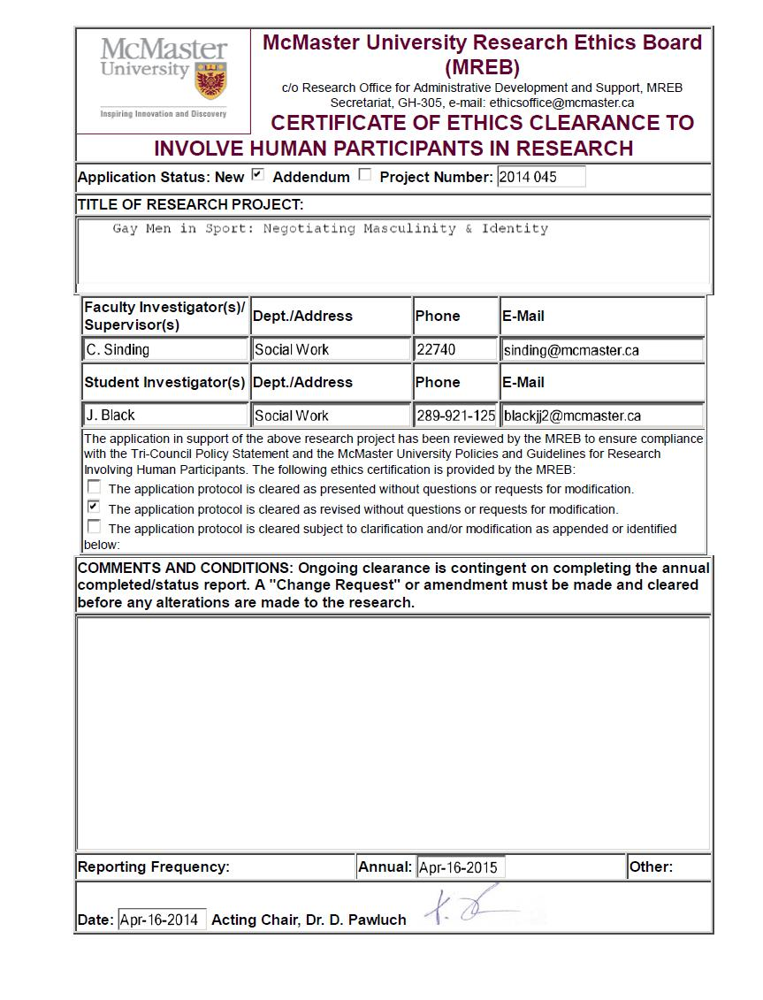 McMaster
University
Inspiring Innovation and Discovery
McMaster University Research Ethics Board
(MREB)
c/o Research Office for Administrative Development and Support, MREB
Secretariat, GH-305, e-mail: ethicsoffice@mcmaster.ca
CERTIFICATE OF ETHICS CLEARANCE TO
INVOLVE HUMAN PARTICIPANTS IN RESEARCH
Application Status: New Addendum Project Number: 2014 045
TITLE OF RESEARCH PROJECT:
Gay Men in Sport: Negotiating Masculinity & Identity
Faculty Investigator(s)/
Supervisor(s) Dept./Address Phone E-Mail
C. Sinding Social Work 22740 sinding@mcmaster.ca
Student Investigator(s) Dept./Address Phone E-Mail
J. Black Social Work 289-921-125 blackjj2@mcmaster.ca
The application in support of the above research project has been reviewed by the MREB to ensure compliance
with the Tri-Council Policy Statement and the McMaster University Policies and Guidelines for Research
Involving Human Participants. The following ethics certification is provided by the MREB:
The application protocol is cleared as presented without questions or requests for modification.
The application protocol is cleared as revised without questions or requests for modification.
The application protocol is cleared subject to clarification and/or modification as appended or identified
below:
COMMENTS AND CONDITIONS: Ongoing clearance is contingent on completing the annual
completed/status report. A "Change Request" or amendment must be made and cleared
before any alterations are made to the research.
Reporting Frequency: Annual: Apr-16-2015 Other:
Date: Apr-16-2014 Acting Chair, Dr. D. Pawluch